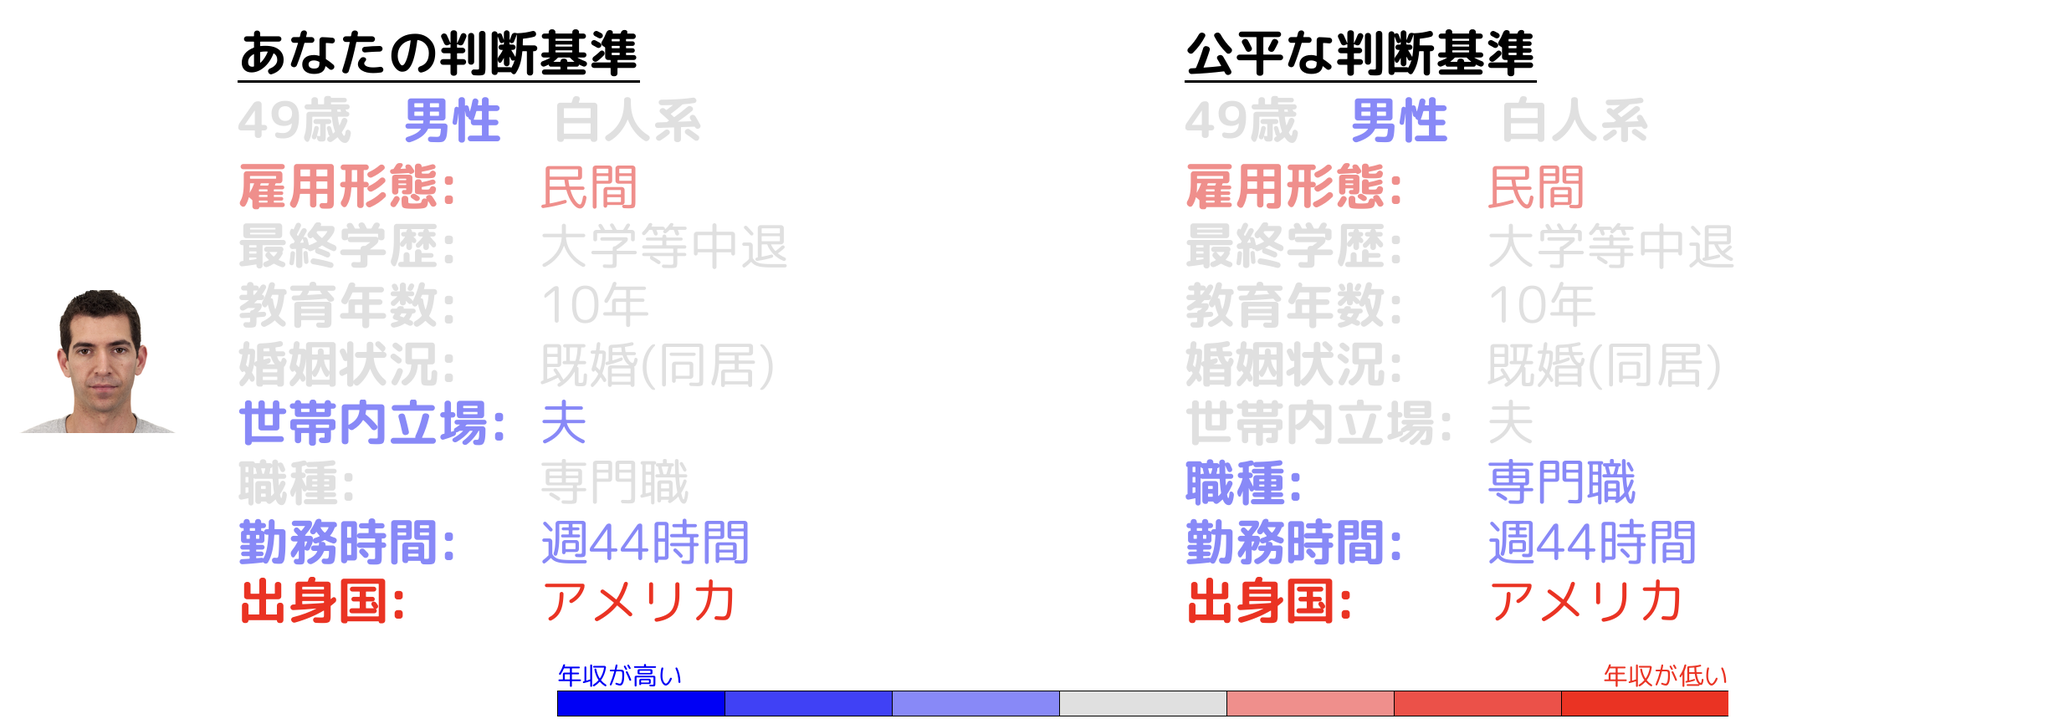 あなたの判断基準
49歳 男性 白人系
雇用形態: 民間
最終学歴: 大学等中退
教育年数: 10年
婚姻状況: 既婚(同居)
世帯内立場: 夫
職種: 専門職
勤務時間: 週44時間
出身国: アメリカ
公平な判断基準
49歳 男性 白人系
雇用形態: 民間
最終学歴: 大学等中退
教育年数: 10年
婚姻状況: 既婚(同居)
世帯内立場: 夫
職種: 専門職
勤務時間: 週44時間
出身国: アメリカ
年収が高い
年収が低い